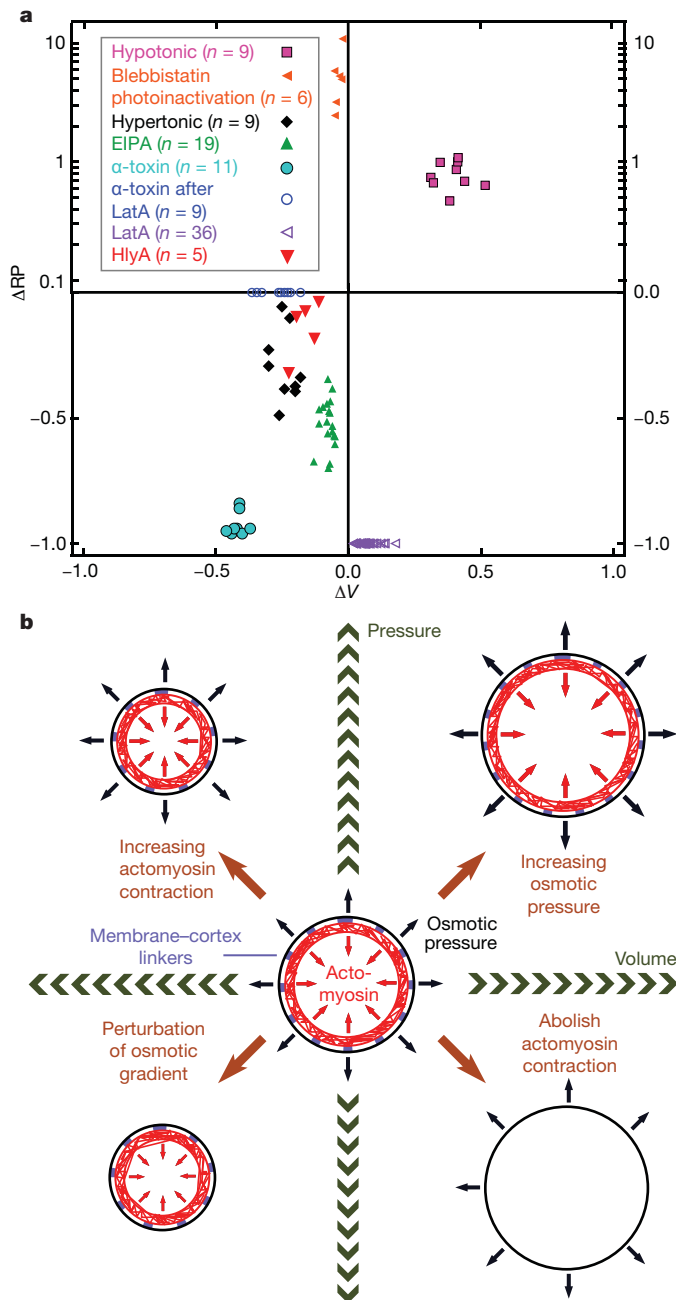 a
10
1
0.1
ΔRP
−0.5
−1.0
Hypotonic (n = 9)
Blebbistatin
photoinactivation (n = 6)
Hypertonic (n = 9)
EIPA (n = 19)
α-toxin (n = 11)
α-toxin after
LatA (n = 9)
LatA (n = 36)
HlyA (n = 5)
10
1
0.0
−0.5
−1.0
−1.0
−0.5
0.0
0.5
1.0
ΔV
b
Pressure
Increasing
actomyosin
contraction
Increasing
osmotic
pressure
Membrane–cortex
linkers
Osmotic
pressure
Acto-
myosin
Volume
Perturbation
of osmotic
gradient
Abolish
actomyosin
contraction